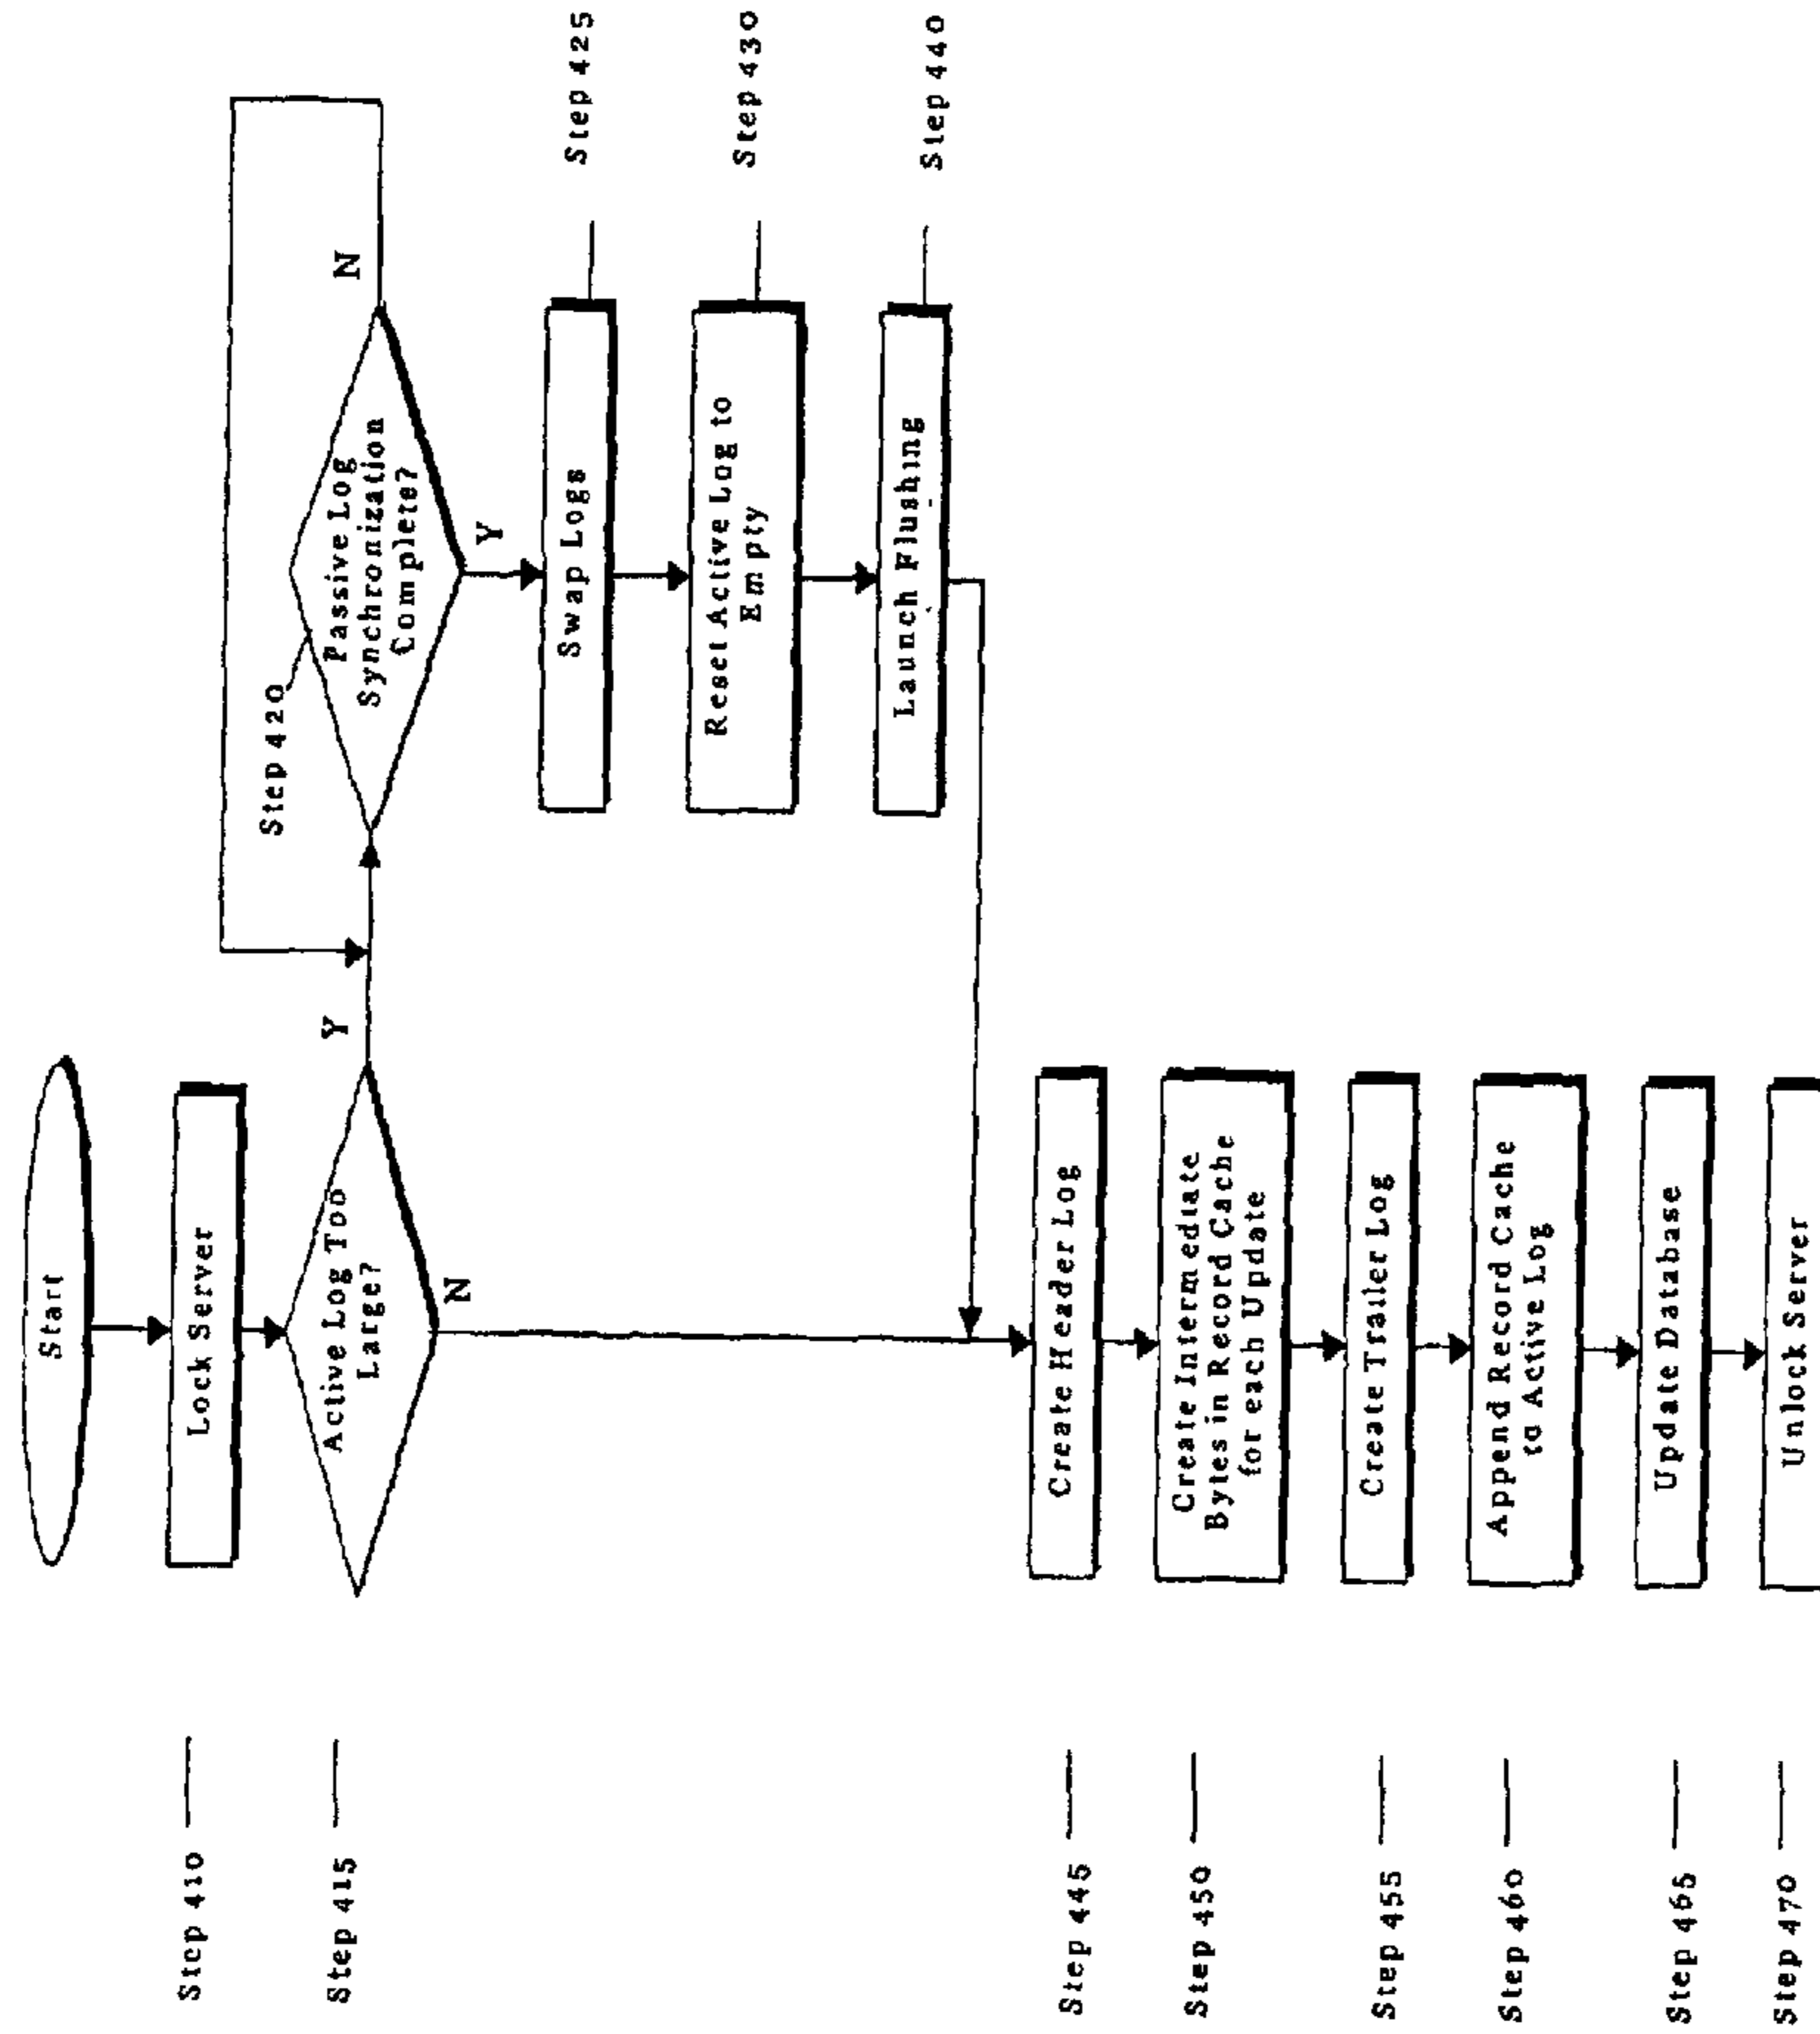 Start
Step 410
Lock Server
Step 415
Active Log Too
Large?
Y
N
Step 420
Passive Log
Synchronization
Complete?
N
Y
Swap Logs
Step 425
Reset Active Log to
Empty
Step 430
Launch Flushing
Step 440
Step 445
Create Header Log
Step 450
Create Intermediate
Bytes in Record Cache
for each Update
Step 455
Create Trailer Log
Step 460
Append Record Cache
to Active Log
Step 465
Update Database
Step 470
Unlock Server